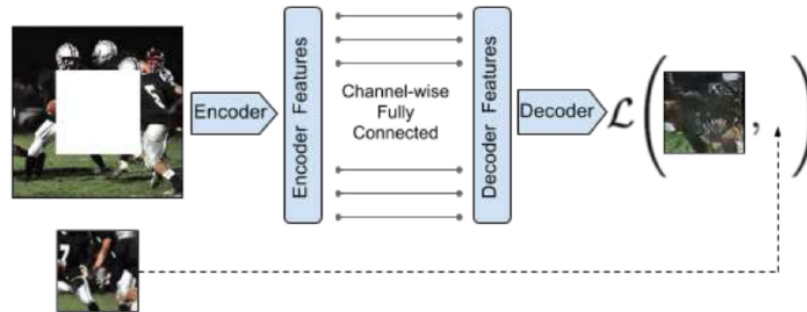 Encoder
Encoder Features
Channel-wise
Fully
Connected
Decoder Features
Decoder
ℒ ( , )